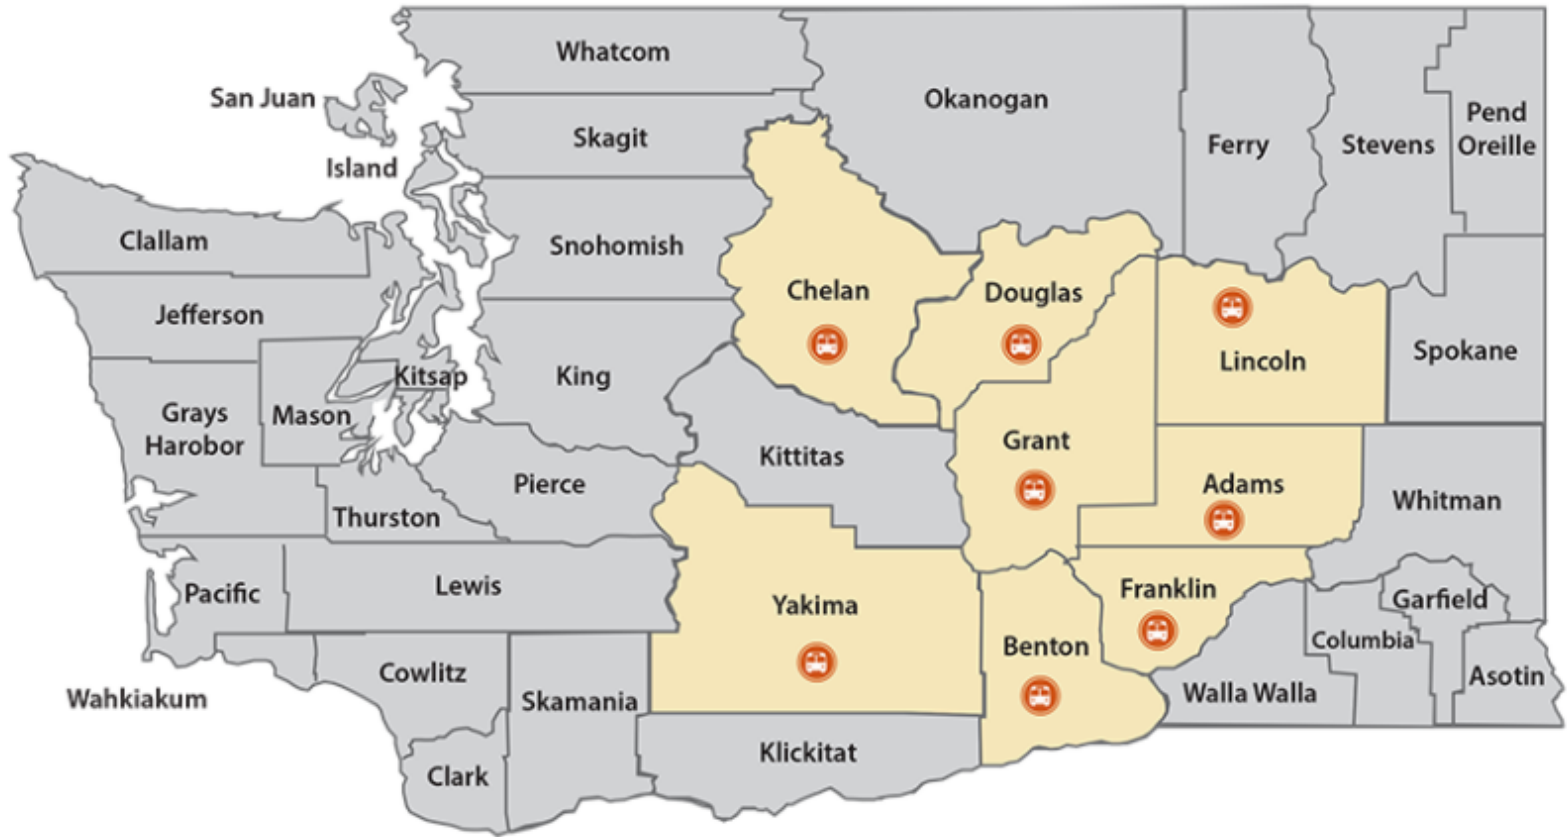 Whatcom
San Juan
Okanogan
Skagit
Pend
Oreille
Ferry
Stevens
Island
Clallam
Snohomish
Chelan
Douglas
Jefferson
Lincoln
Spokane
King
Kitsap
Grays
Harobor
Mason
Grant
Kittitas
Pierce
Adams
Whitman
Thurston
Lewis
Pacific
Yakima
Franklin
Garfield
Benton
Columbia
Cowlitz
Asotin
Wahkiakum
Skamania
Walla Walla
Klickitat
Clark